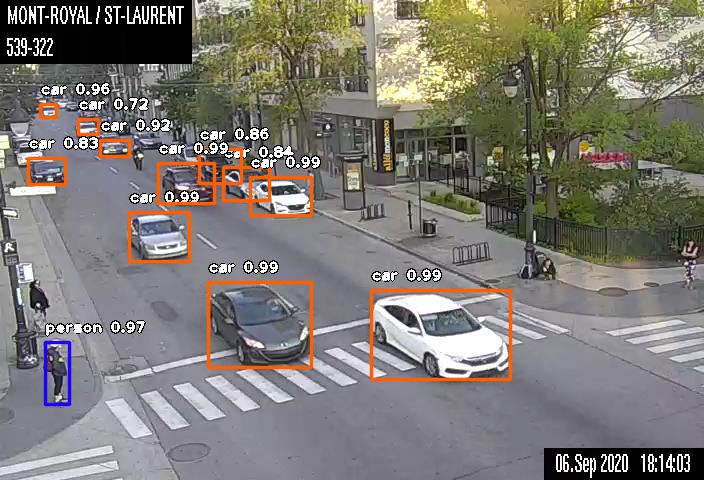 MONT-ROYAL / ST-LAURENT
539-322
car 0.96
car 0.72
car 0.92
car 0.83
car 0.86
car 0.99
car 0.84
car 0.99
car 0.99
car 0.99
car 0.99
person 0.97
06.Sep 2020 18:14:03